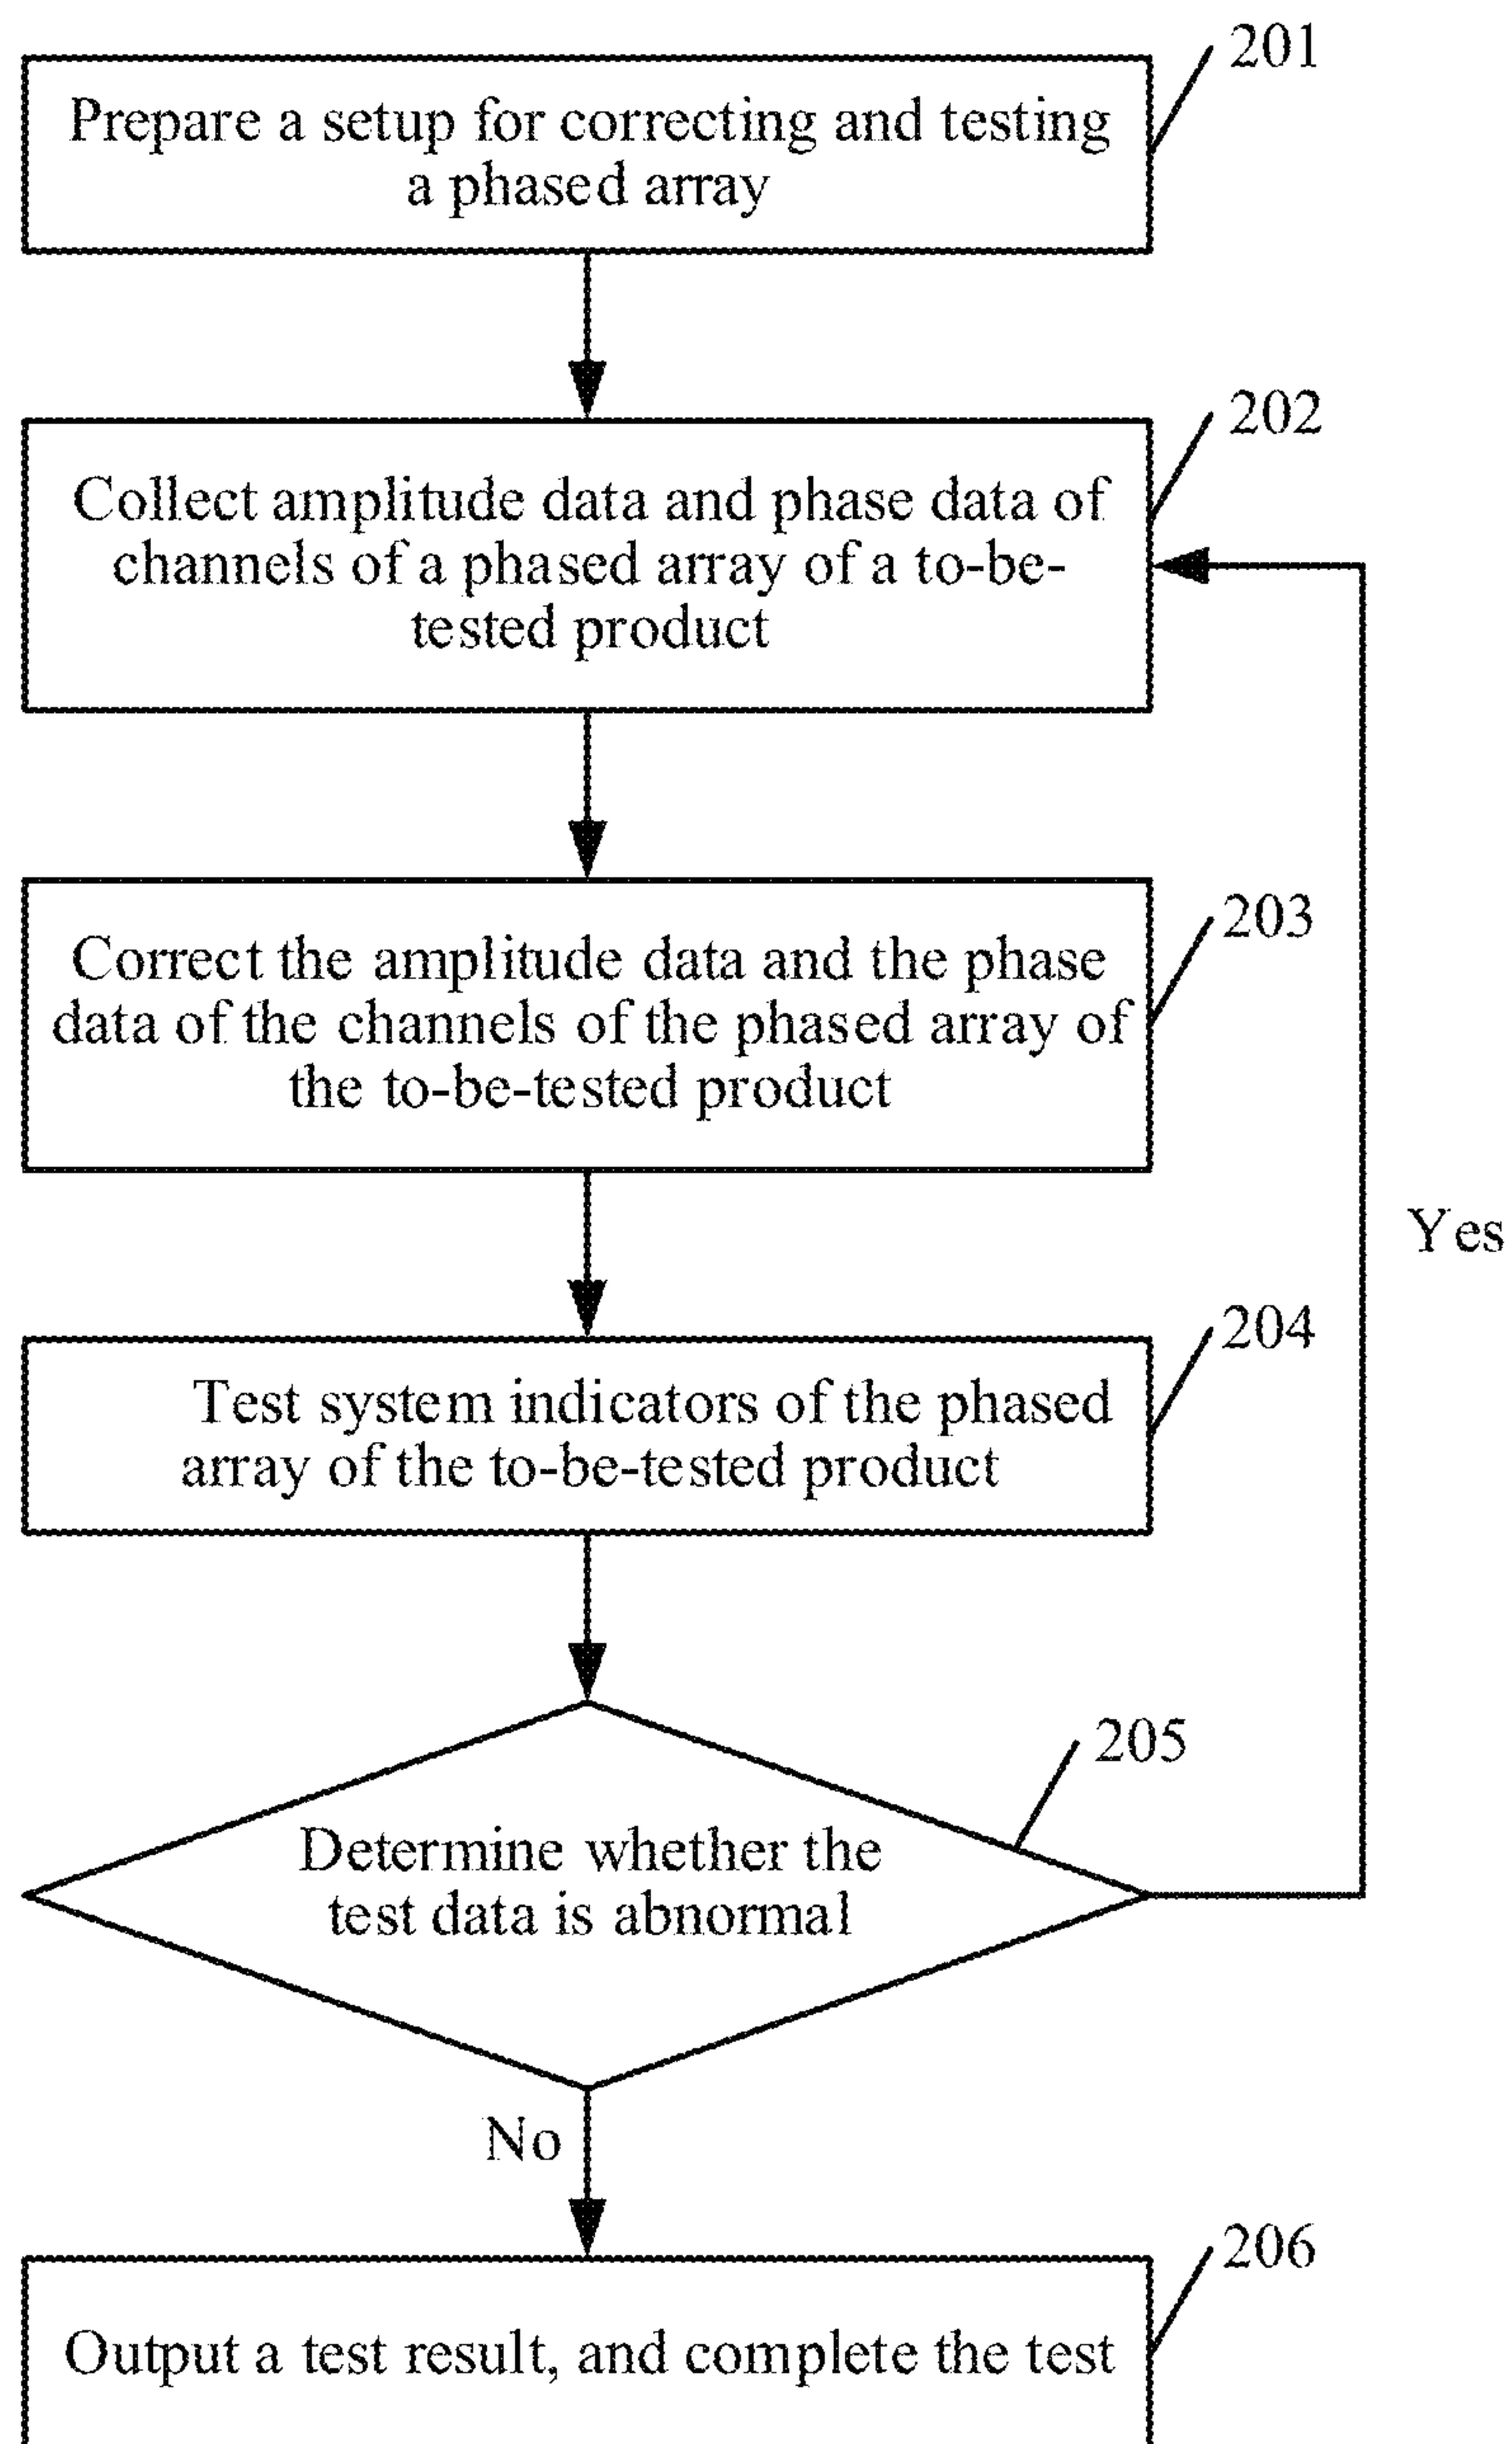 201
Prepare a setup for correcting and testing
a phased array
202
Collect amplitude data and phase data of
channels of a phased array of a to-be-
tested product
203
Correct the amplitude data and the phase
data of the channels of the phased array of
the to-be-tested product
Yes
204
Test system indicators of the phased
array of the to-be-tested product
205
Determine whether the
test data is abnormal
No
206
Output a test result, and complete the test